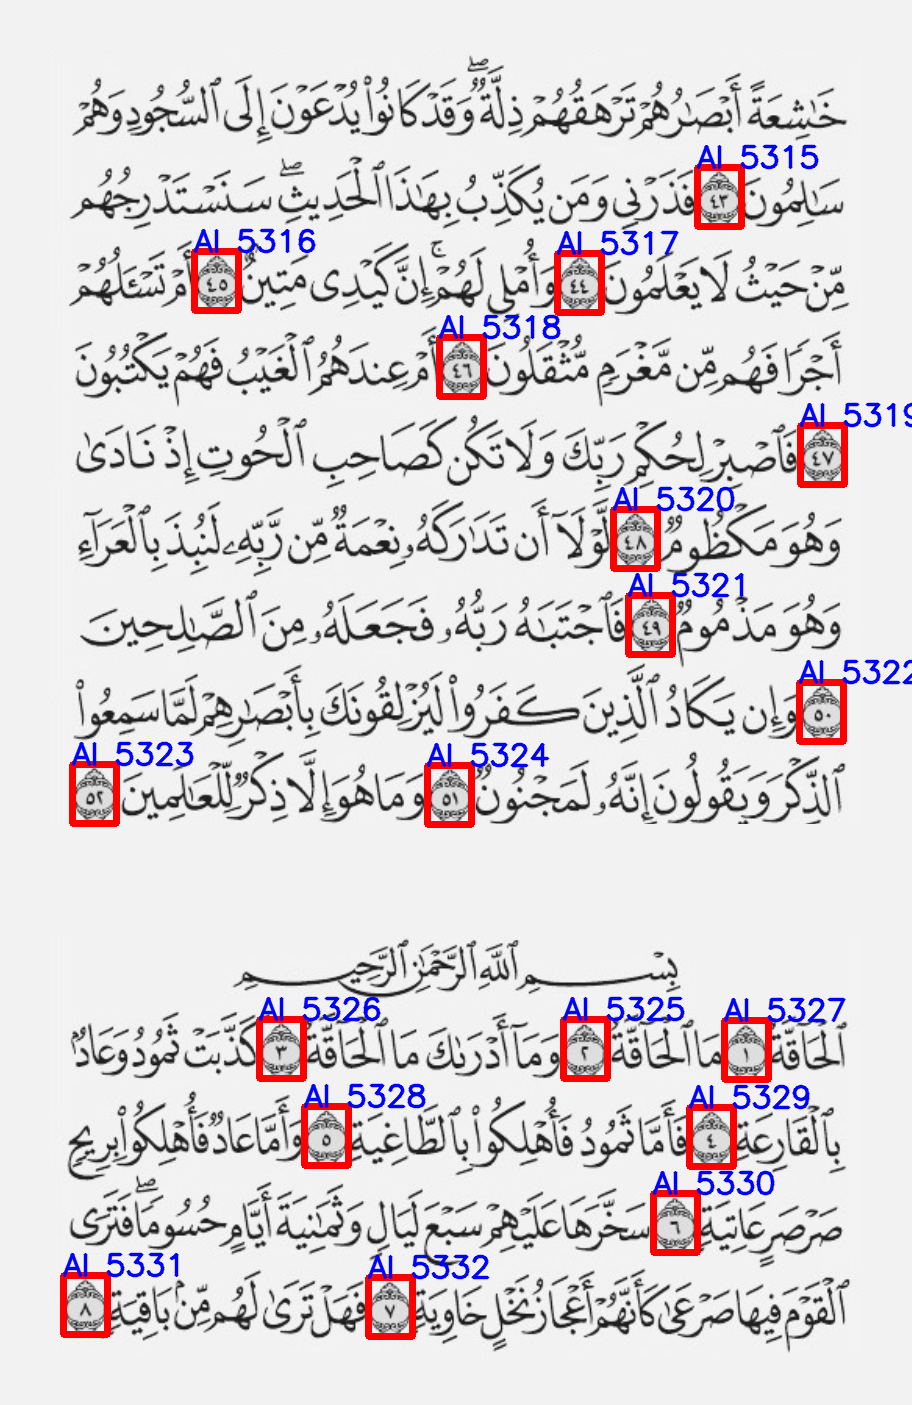 خَٰشِعَةً أَبْصَٰرُهُمْ تَرْهَقُهُمْ ذِلَّةٌۖ وَقَدْ كَانُوا۟ يُدْعَوْنَ إِلَى ٱلسُّجُودِ وَهُمْ
AI 5315
سَٰلِمُونَ ٤٣ فَذَرْنِى وَمَن يُكَذِّبُ بِهَٰذَا ٱلْحَدِيثِۖ سَنَسْتَدْرِجُهُم
AI 5316 AI 5317
مِّنْ حَيْثُ لَا يَعْلَمُونَ ٤٤ وَأُمْلِى لَهُمْۚ إِنَّ كَيْدِى مَتِينٌ ٤٥ أَمْ تَسْـَٔلُهُمْ
AI 5318
أَجْرًا فَهُم مِّن مَّغْرَمٍ مُّثْقَلُونَ ٤٦ أَمْ عِندَهُمُ ٱلْغَيْبُ فَهُمْ يَكْتُبُونَ
AI 5319
٤٧ فَٱصْبِرْ لِحُكْمِ رَبِّكَ وَلَا تَكُن كَصَاحِبِ ٱلْحُوتِ إِذْ نَادَىٰ
AI 5320
وَهُوَ مَكْظُومٌ ٤٨ لَّوْلَآ أَن تَدَٰرَكَهُۥ نِعْمَةٌ مِّن رَّبِّهِۦ لَنُبِذَ بِٱلْعَرَآءِ
AI 5321
وَهُوَ مَذْمُومٌ ٤٩ فَٱجْتَبَٰهُ رَبُّهُۥ فَجَعَلَهُۥ مِنَ ٱلصَّٰلِحِينَ
AI 5322
٥٠ وَإِن يَكَادُ ٱلَّذِينَ كَفَرُوا۟ لَيُزْلِقُونَكَ بِأَبْصَٰرِهِمْ لَمَّا سَمِعُوا۟
AI 5323 AI 5324
ٱلذِّكْرَ وَيَقُولُونَ إِنَّهُۥ لَمَجْنُونٌ ٥١ وَمَا هُوَ إِلَّا ذِكْرٌ لِّلْعَٰلَمِينَ ٥٢
بِسْمِ ٱللَّهِ ٱلرَّحْمَٰنِ ٱلرَّحِيمِ
AI 5326 AI 5325 AI 5327
ٱلْحَآقَّةُ ١ مَا ٱلْحَآقَّةُ ٢ وَمَآ أَدْرَىٰكَ مَا ٱلْحَآقَّةُ ٣ كَذَّبَتْ ثَمُودُ وَعَادٌۢ
AI 5328 AI 5329
بِٱلْقَارِعَةِ ٤ فَأَمَّا ثَمُودُ فَأُهْلِكُوا۟ بِٱلطَّاغِيَةِ ٥ وَأَمَّا عَادٌ فَأُهْلِكُوا۟ بِرِيحٍ
AI 5330
صَرْصَرٍ عَاتِيَةٍ ٦ سَخَّرَهَا عَلَيْهِمْ سَبْعَ لَيَالٍ وَثَمَٰنِيَةَ أَيَّامٍ حُسُومًاۖ فَتَرَى
AI 5331 AI 5332
ٱلْقَوْمَ فِيهَا صَرْعَىٰ كَأَنَّهُمْ أَعْجَازُ نَخْلٍ خَاوِيَةٍ ٧ فَهَلْ تَرَىٰ لَهُم مِّنۢ بَاقِيَةٍ ٨